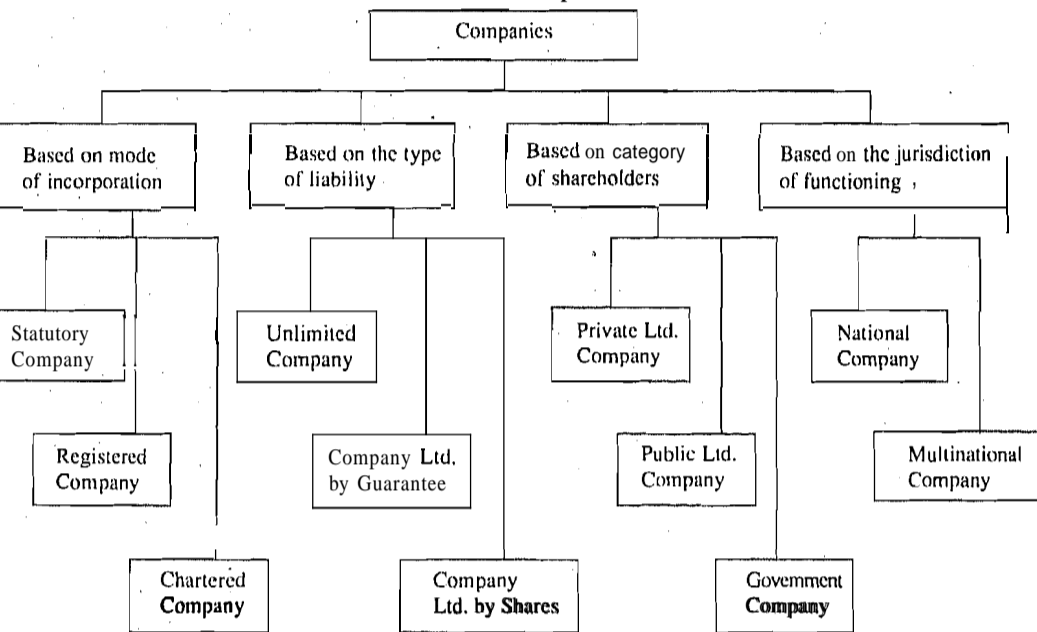 Companies
Based on mode
of incorporation
Based on the type
of liability
Based on category
of shareholders
Based on the jurisdiction
of functioning
Statutory
Company
Unlimited
Company
Private Ltd.
Company
National
Company
Registered
Company
Company Ltd.
by Guarantee
Public Ltd.
Company
Multinational
Company
Chartered
Company
Company
Ltd. by Shares
Government
Company